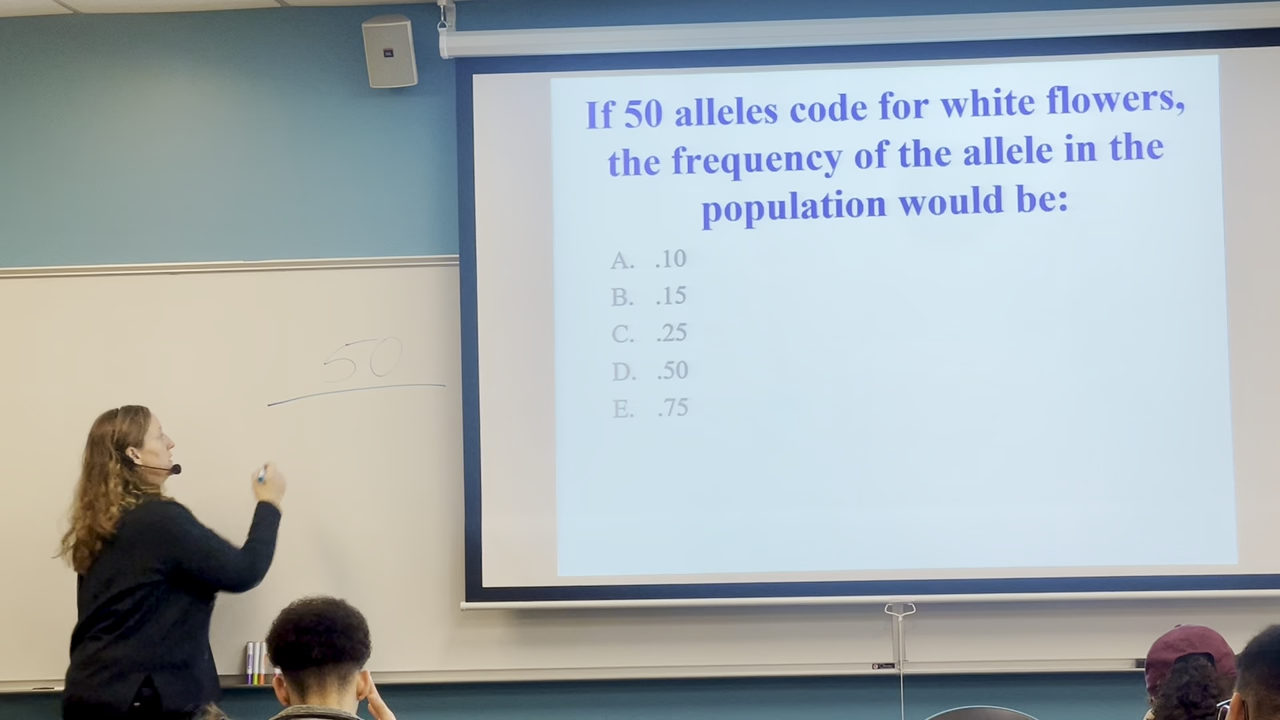 If 50 alleles code for white flowers,
the frequency of the allele in the
population would be:
A. .10
B. .15
C. .25
D. .50
E. .75
50